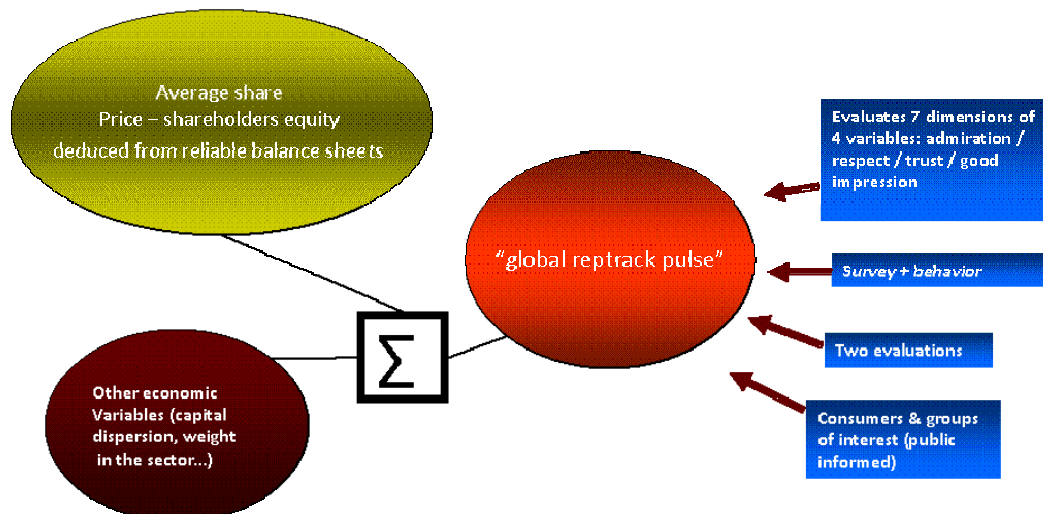 Average share
Price – shareholders equity
deduced from reliable balance sheets
Evaluates 7 dimensions of
4 variables: admiration /
respect / trust / good
impression
“global reptrack pulse”
Survey + behavior
Σ
Two evaluations
Other economic
Variables (capital
dispersion, weight
in the sector...)
Consumers & groups
of interest (public
informed)